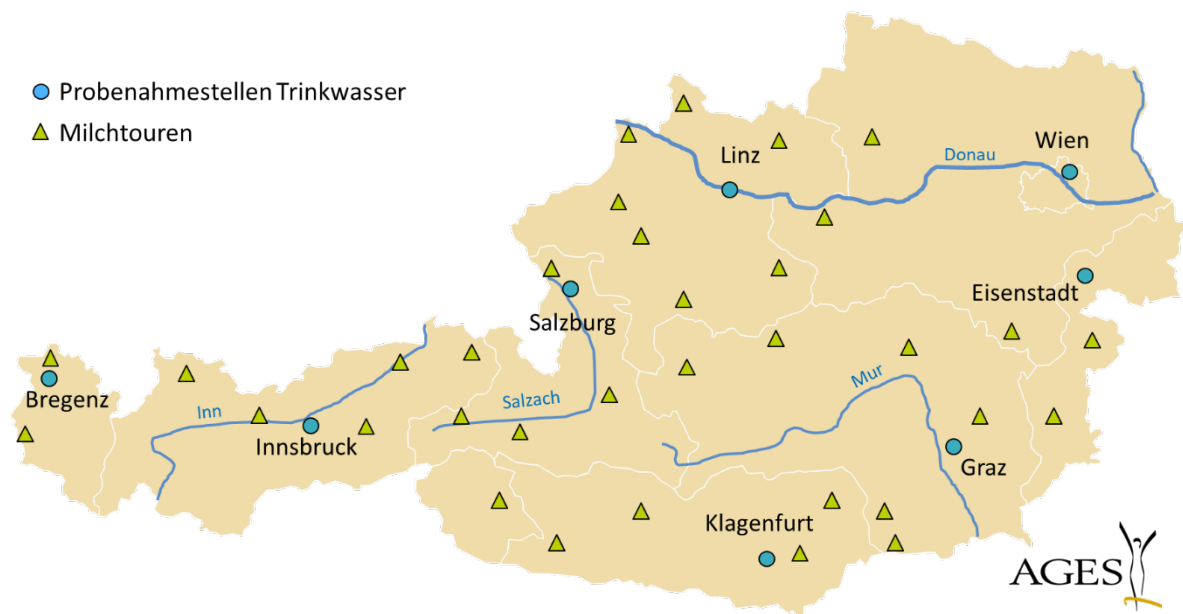 Probenahmestellen Trinkwasser
Milchtouren
Linz
Donau
Wien
Eisenstadt
Salzburg
Bregenz
Inn
Innsbruck
Salzach
Mur
Graz
Klagenfurt
AGES